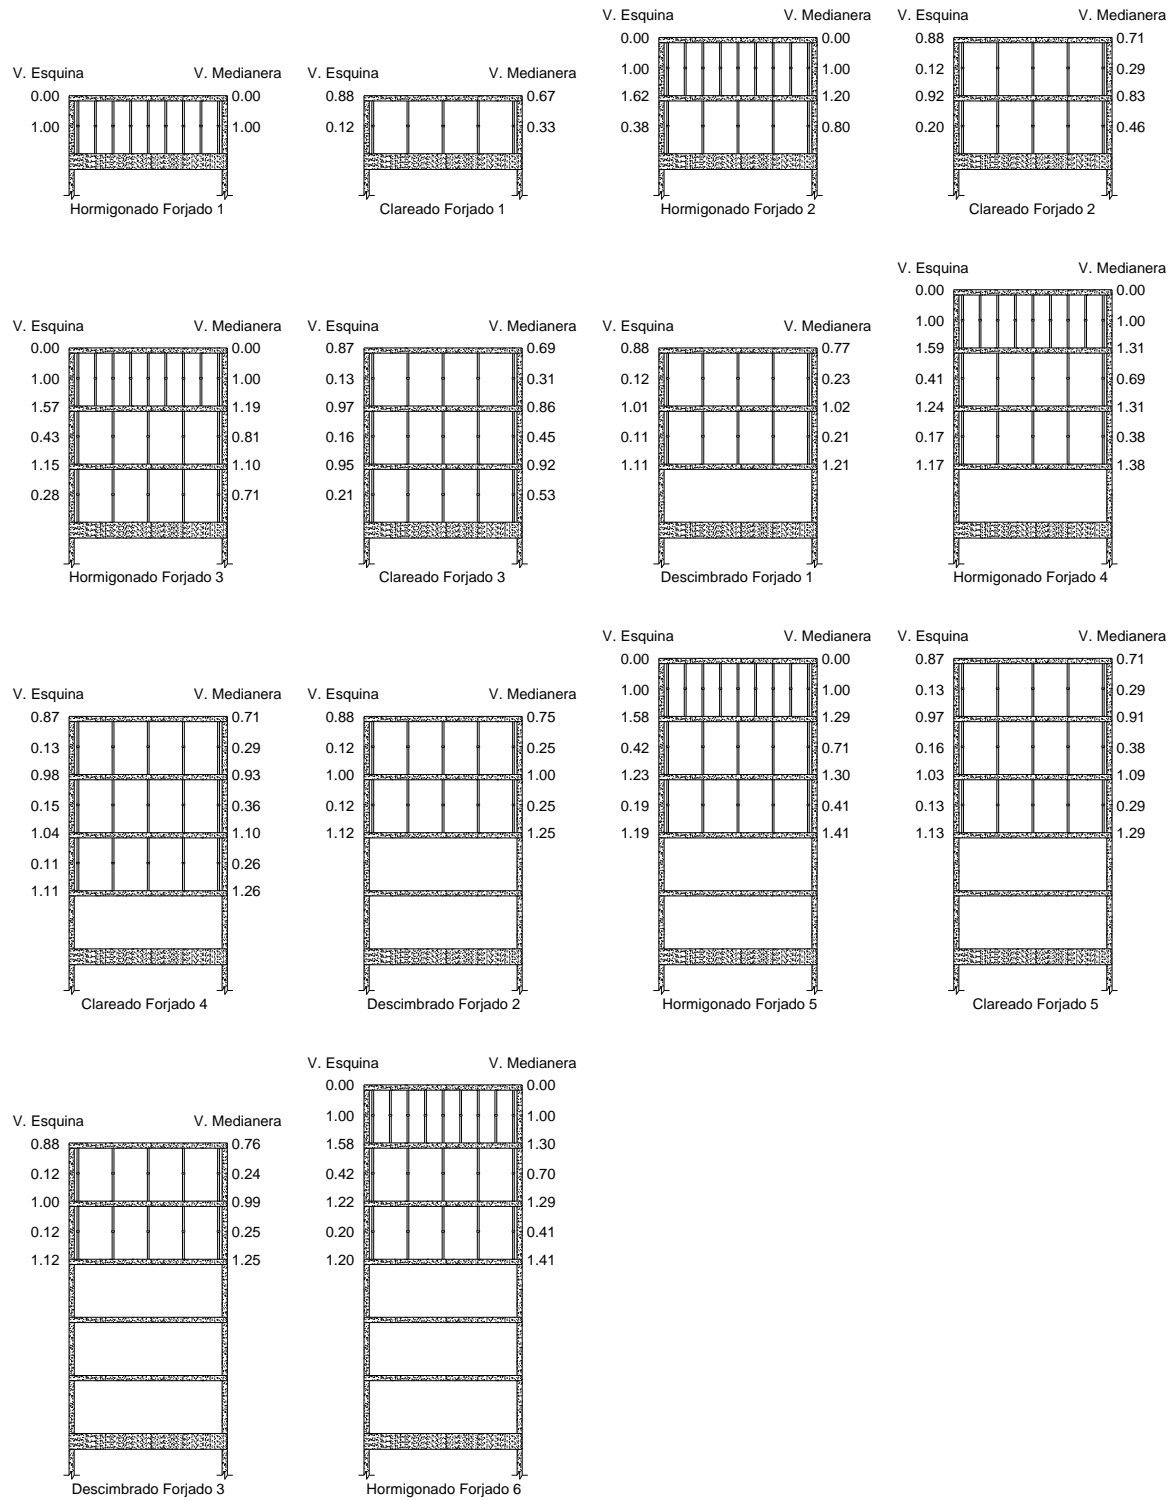 V. Esquina V. Medianera
0.00 0.00
1.00 1.00
Hormigonado Forjado 1
0.88 0.67
0.12 0.33
Clareado Forjado 1
V. Esquina V. Medianera
0.00 0.00
1.00 1.00
1.62 1.20
0.38 0.80
Hormigonado Forjado 2
V. Esquina V. Medianera
0.88 0.71
0.12 0.29
0.92 0.83
0.20 0.46
Clareado Forjado 2
V. Esquina V. Medianera
0.00 0.00
1.00 1.00
1.57 1.19
0.43 0.81
1.15 1.10
0.28 0.71
Hormigonado Forjado 3
V. Esquina V. Medianera
0.87 0.69
0.13 0.31
0.97 0.86
0.16 0.45
0.95 0.92
0.21 0.53
Clareado Forjado 3
V. Esquina V. Medianera
0.88 0.77
0.12 0.23
1.01 1.02
0.11 0.21
1.11 1.21
Descimbrado Forjado 1
V. Esquina V. Medianera
0.00 0.00
1.00 1.00
1.59 1.31
0.41 0.69
1.24 1.31
0.17 0.38
1.17 1.38
Hormigonado Forjado 4
V. Esquina V. Medianera
0.87 0.71
0.13 0.29
0.98 0.93
0.15 0.36
1.04 1.10
0.11 0.26
1.11 1.26
Clareado Forjado 4
V. Esquina V. Medianera
0.88 0.75
0.12 0.25
1.00 1.00
0.12 0.25
1.12 1.25
Descimbrado Forjado 2
V. Esquina V. Medianera
0.00 0.00
1.00 1.00
1.58 1.29
0.42 0.71
1.23 1.30
0.19 0.41
1.19 1.41
Hormigonado Forjado 5
V. Esquina V. Medianera
0.87 0.71
0.13 0.29
0.97 0.91
0.16 0.38
1.03 1.09
0.13 0.29
1.13 1.29
Clareado Forjado 5
V. Esquina V. Medianera
0.88 0.76
0.12 0.24
1.00 0.99
0.12 0.25
1.12 1.25
Descimbrado Forjado 3
V. Esquina V. Medianera
0.00 0.00
1.00 1.00
1.58 1.30
0.42 0.70
1.22 1.29
0.20 0.41
1.20 1.41
Hormigonado Forjado 6
V. Esquina V. Medianera